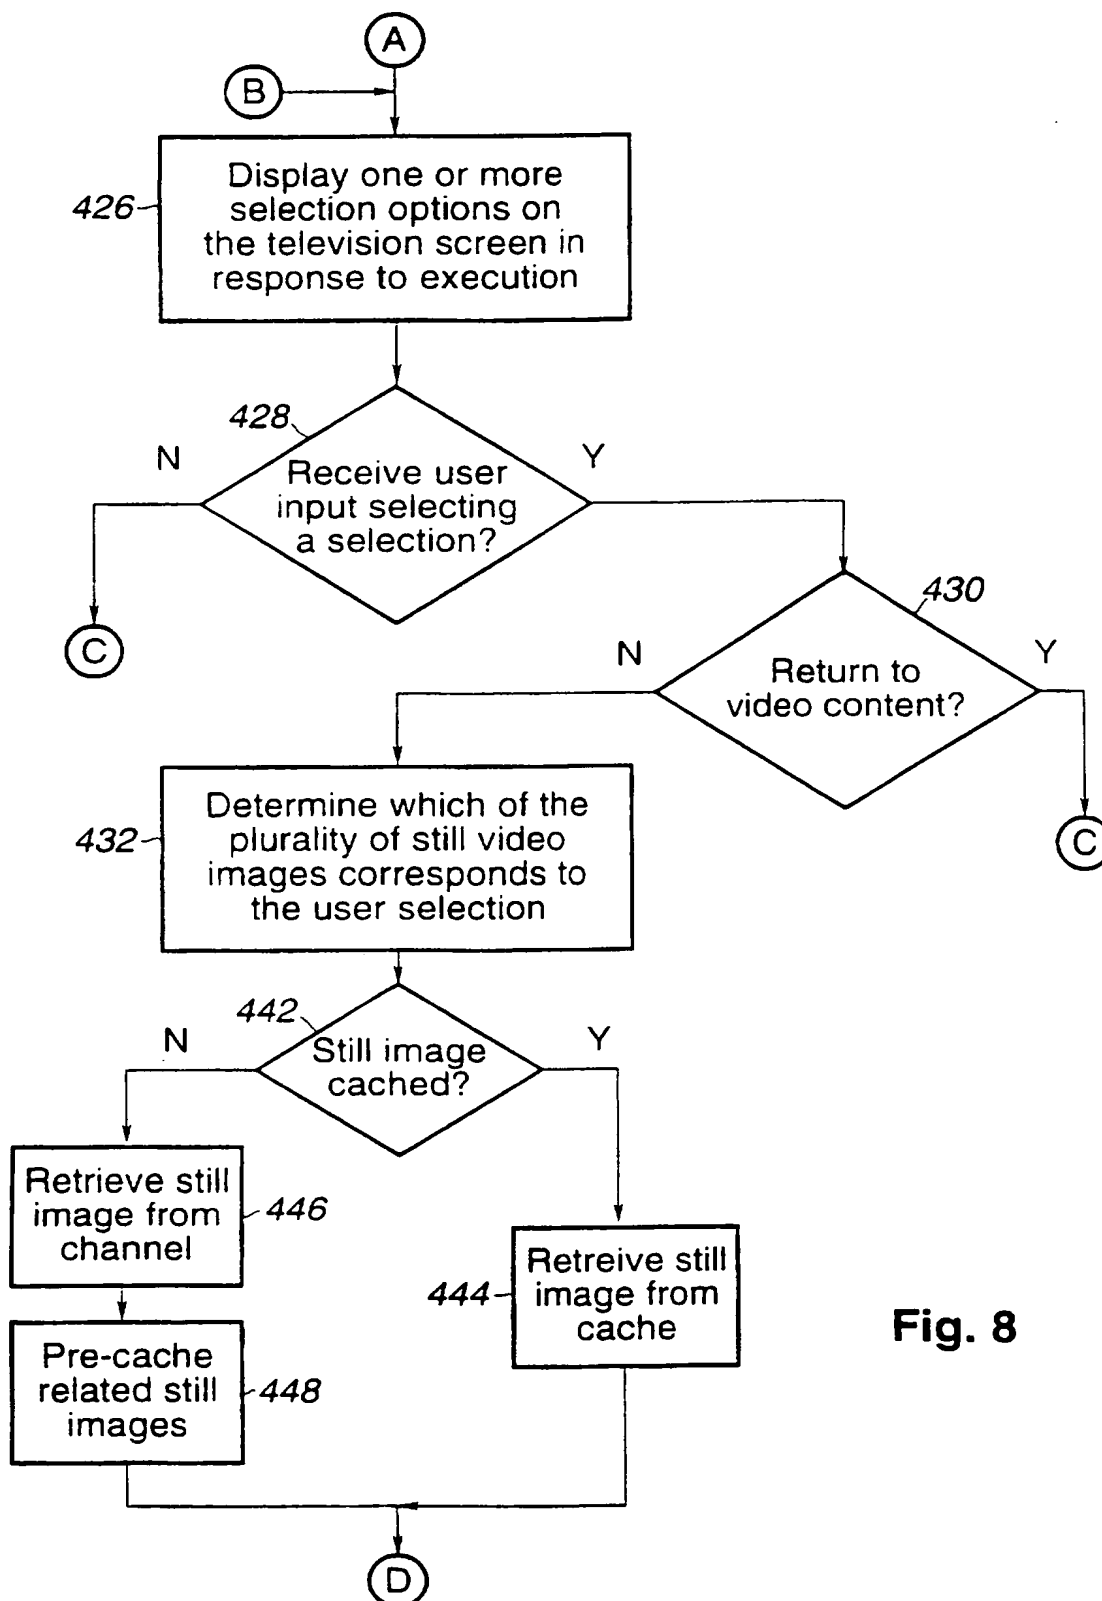 A
B
Display one or more
selection options on
the television screen in
response to execution
426
428
N
Y
Receive user
input selecting
a selection?
C
430
N
Y
Return to
video content?
C
Determine which of the
plurality of still video
images corresponds to
the user selection
432
442
N
Y
Still image
cached?
Retrieve still
image from
channel
446
Retreive still
image from
cache
444
Pre-cache
related still
images
448
D
Fig. 8